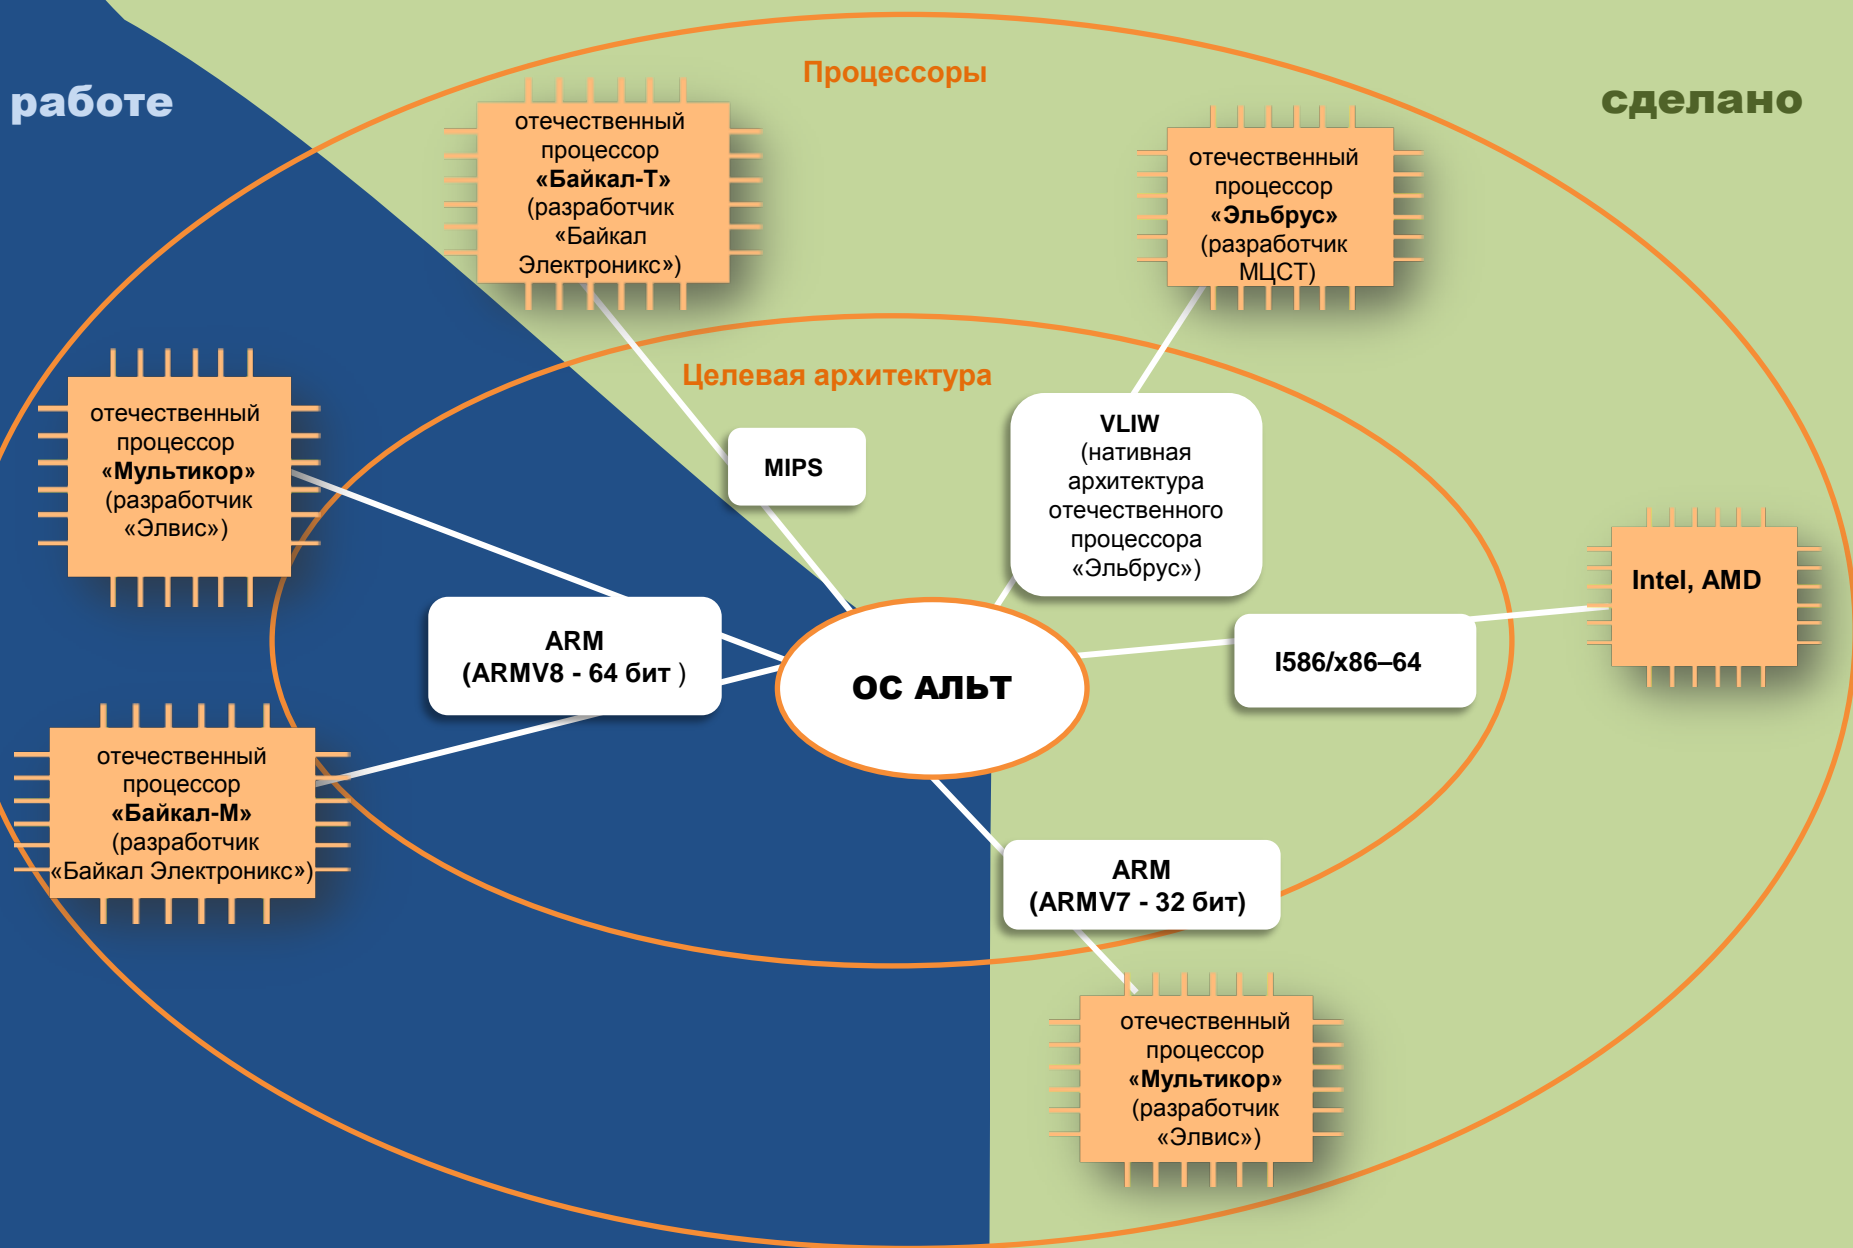 Процессоры
работе
сделано
отечественный
процессор
«Байкал-Т»
(разработчик
«Байкал
Электроникс»)
отечественный
процессор
«Эльбрус»
(разработчик
МЦСТ)
Целевая архитектура
отечественный
процессор
«Мультикор»
(разработчик
«Элвис»)
MIPS
VLIW
(нативная
архитектура
отечественного
процессора
«Эльбрус»)
Intel, AMD
ARM
(ARMV8 - 64 бит )
ОС АЛЬТ
I586/x86–64
отечественный
процессор
«Байкал-М»
(разработчик
«Байкал Электроникс»)
ARM
(ARMV7 - 32 бит)
отечественный
процессор
«Мультикор»
(разработчик
«Элвис»)